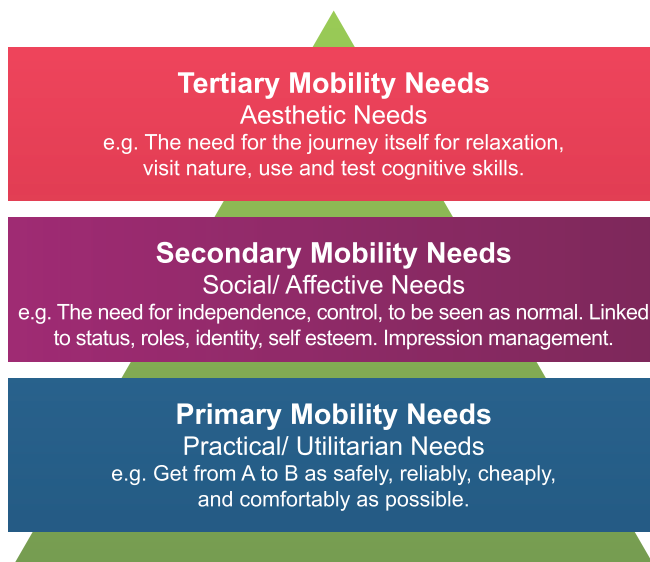 Tertiary Mobility Needs
Aesthetic Needs
e.g. The need for the journey itself for relaxation,
visit nature, use and test cognitive skills.
Secondary Mobility Needs
Social/ Affective Needs
e.g. The need for independence, control, to be seen as normal. Linked
to status, roles, identity, self esteem. Impression management.
Primary Mobility Needs
Practical/ Utilitarian Needs
e.g. Get from A to B as safely, reliably, cheaply,
and comfortably as possible.